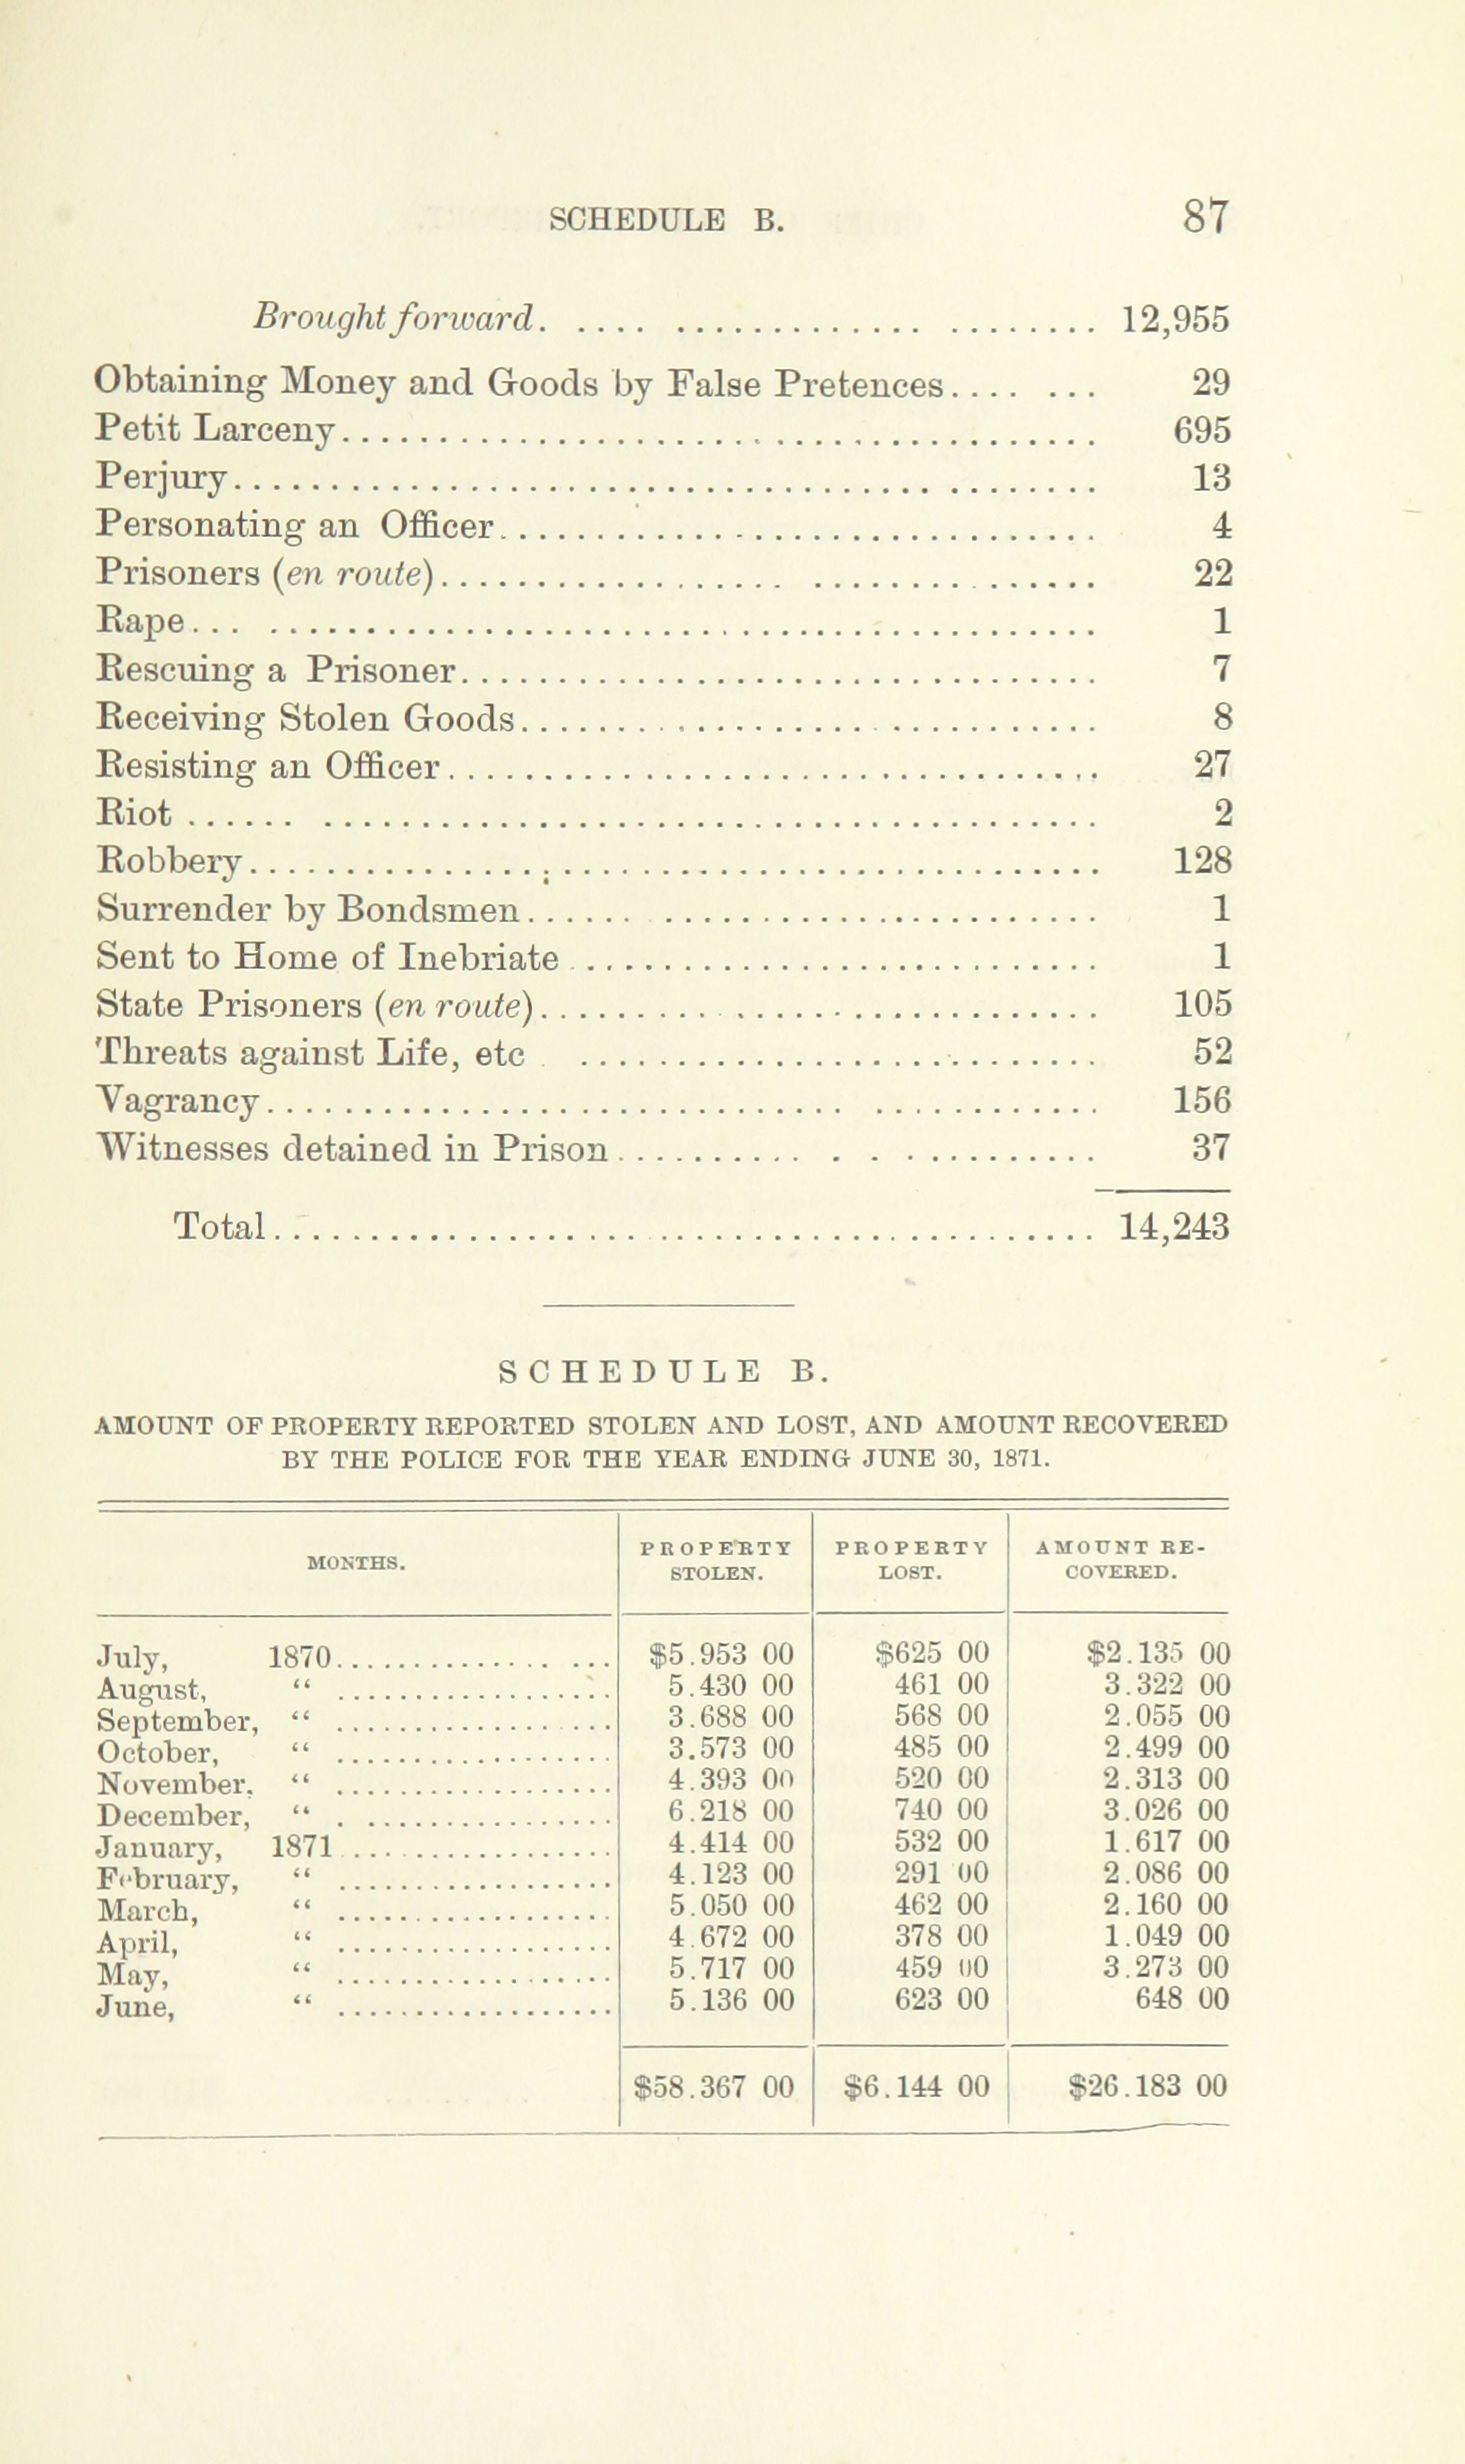 SCHEDULE B. 87
Brought forward. .... .............. ......... 12,955
Obtaining Money and Goods by False Pretences.... ... 29
Petit Larceny....................................... 695
Perjury............................................ 13
Personating an Officer............................... 4
Prisoners (en route).................. ............... 22
Rape... ........................................... 1
Rescuing a Prisoner................................. 7
Receiving Stolen Goods.............................. 8
Resisting an Officer.................................. 27
Riot ...... ........................................ 2
Robbery............................................ 128
Surrender by Bondsmen...... ....................... 1
Sent to Home of Inebriate ........................... 1
State Prisoners (en route)............................. 105
Threats against Life, etc ........................... 52
Vagrancy.............................. ............ 156
Witnesses detained in Prison.......... . . .......... 37
Total.......................................... 14,243
SCHEDULE B.
AMOUNT OF PROPERTY REPORTED STOLEN AND LOST, AND AMOUNT RECOVERED
BY THE POLICE FOR THE YEAR ENDING JUNE 30, 1871.
MONTHS. PROPERTY STOLEN. PROPERTY LOST. AMOUNT RE-COVERED.
July, 1870.............. ... $5.953 00 $625 00 $2.135 00
August, “ .................. 5.430 00 461 00 3.322 00
September, “ .................. 3.688 00 568 00 2.055 00
October, “ .................. 3.573 00 485 00 2.499 00
November, “ .................. 4.393 00 520 00 2.313 00
December, “ . ................ 6.218 00 740 00 3.026 00
January, 1871 .................. 4.414 00 532 00 1.617 00
February, “ .................. 4.123 00 291 00 2.086 00
March, “ .................. 5.050 00 462 00 2.160 00
April, “ .................. 4.672 00 378 00 1.049 00
May, “ .................. 5.717 00 459 00 3.273 00
June, “ .................. 5.136 00 623 00 648 00
$58.367 00 $6.144 00 $26.183 00